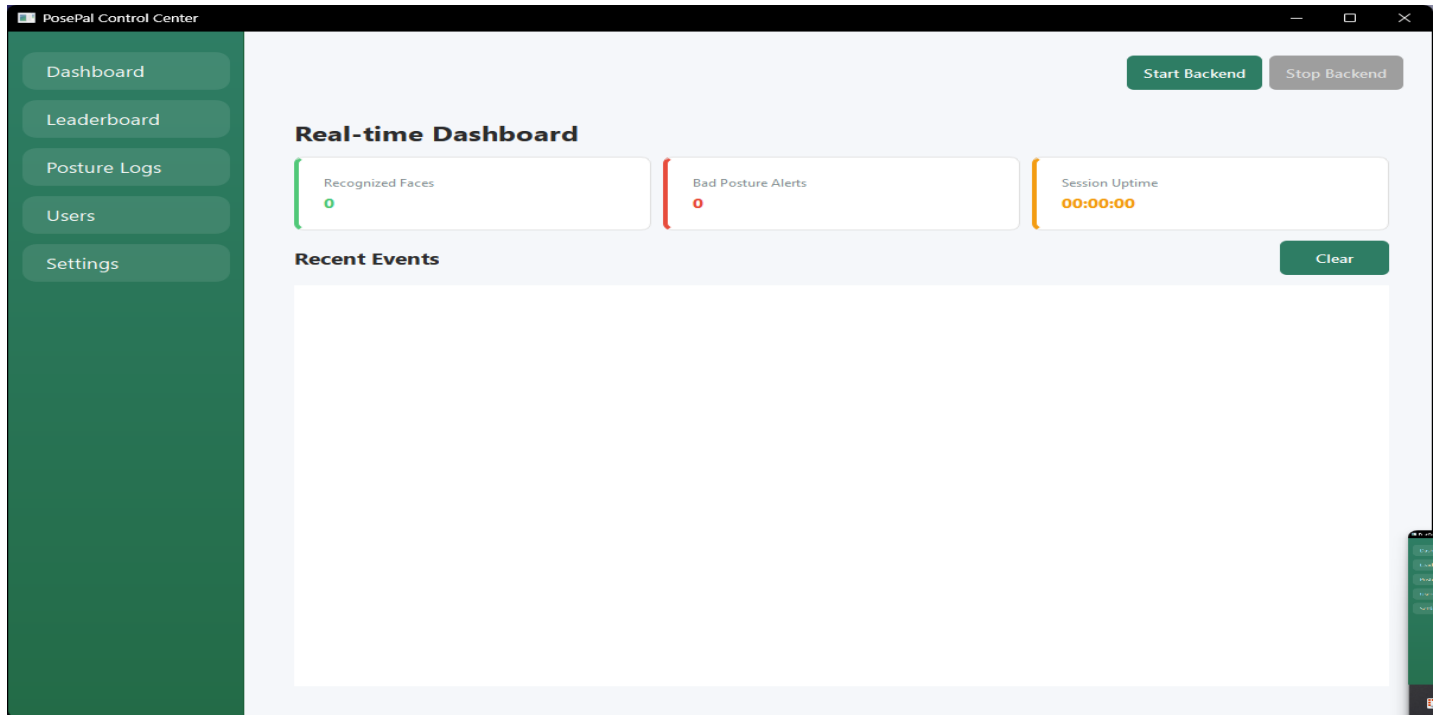 PosePal Control Center
Dashboard
Leaderboard
Posture Logs
Users
Settings
Start Backend Stop Backend
Real-time Dashboard
Recognized Faces
0
Bad Posture Alerts
0
Session Uptime
00:00:00
Recent Events
Clear